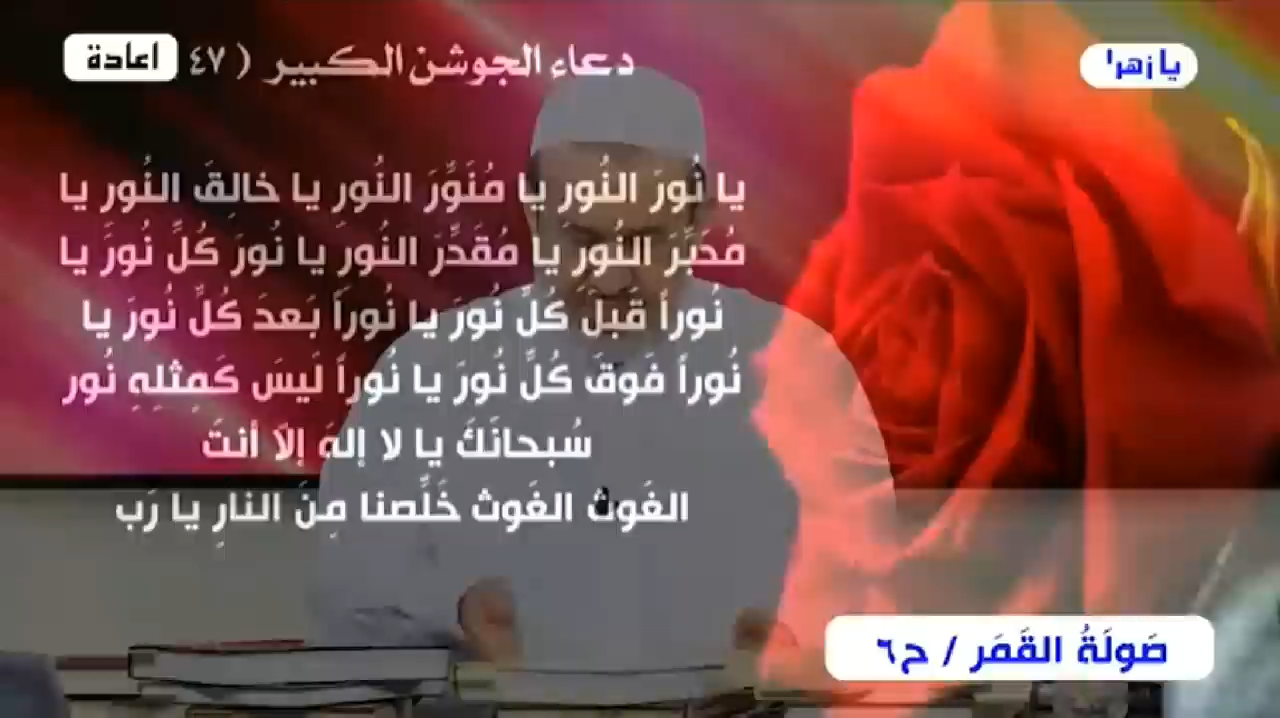 يا زهرا
دعاء الجوشن الكبير ( ٤٧
اعادة
يا نُورَ النُور يا مُنَوِّرَ النُور يا خالِقَ النُور يا
مُدَبِّرَ النُور يا مُقَدِّرَ النُور يا نُورَ كُلِّ نُورَ يا
نُوراً قَبلَ كُلِّ نُورَ يا نُوراً بَعدَ كُلِّ نُورَ يا
نُوراً فَوقَ كُلِّ نُورَ يا نُوراً لَيسَ كَمِثلِهِ نُور
سُبحانَكَ يا لا إلهَ إلّا أنتَ
الغَوث الغَوث خَلِّصنا مِنَ النارِ يا رَب
صَولَةُ القَمَر / ح٦